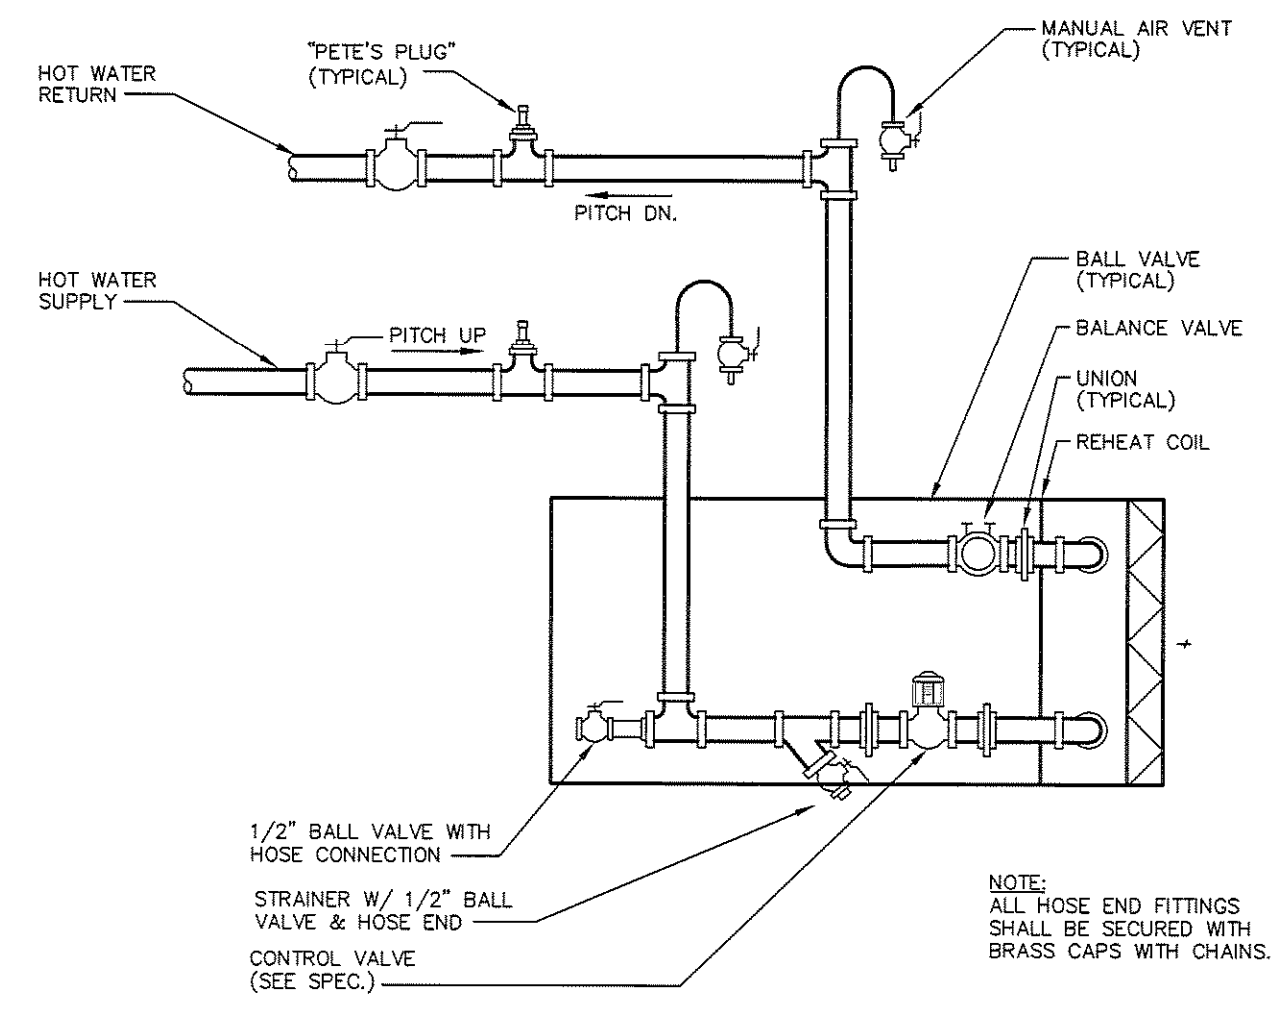 MANUAL AIR VENT
(TYPICAL)
"PETE'S PLUG"
(TYPICAL)
HOT WATER
RETURN
PITCH DN.
HOT WATER
SUPPLY
PITCH UP
BALL VALVE
(TYPICAL)
BALANCE VALVE
UNION
(TYPICAL)
REHEAT COIL
1/2" BALL VALVE WITH
HOSE CONNECTION
STRAINER W/ 1/2" BALL
VALVE & HOSE END
CONTROL VALVE
(SEE SPEC.)
NOTE:
ALL HOSE END FITTINGS
SHALL BE SECURED WITH
BRASS CAPS WITH CHAINS.